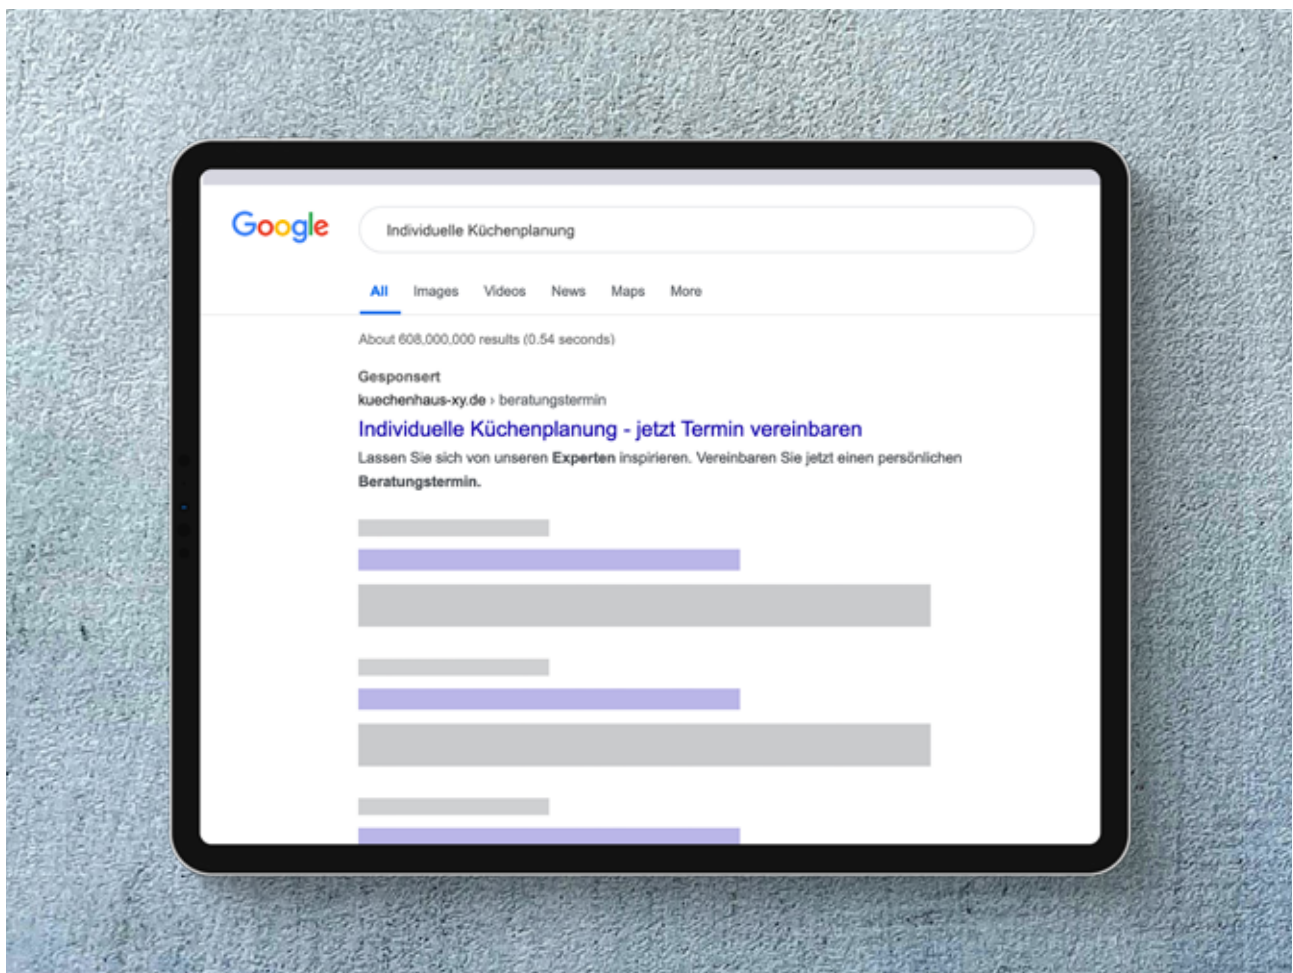 Google
Individuelle Küchenplanung
All Images Videos News Maps More
About 608,000,000 results (0.54 seconds)
Gesponsert
kuechenhaus-xy.de › beratungstermin
Individuelle Küchenplanung - jetzt Termin vereinbaren
Lassen Sie sich von unseren Experten inspirieren. Vereinbaren Sie jetzt einen persönlichen
Beratungstermin.